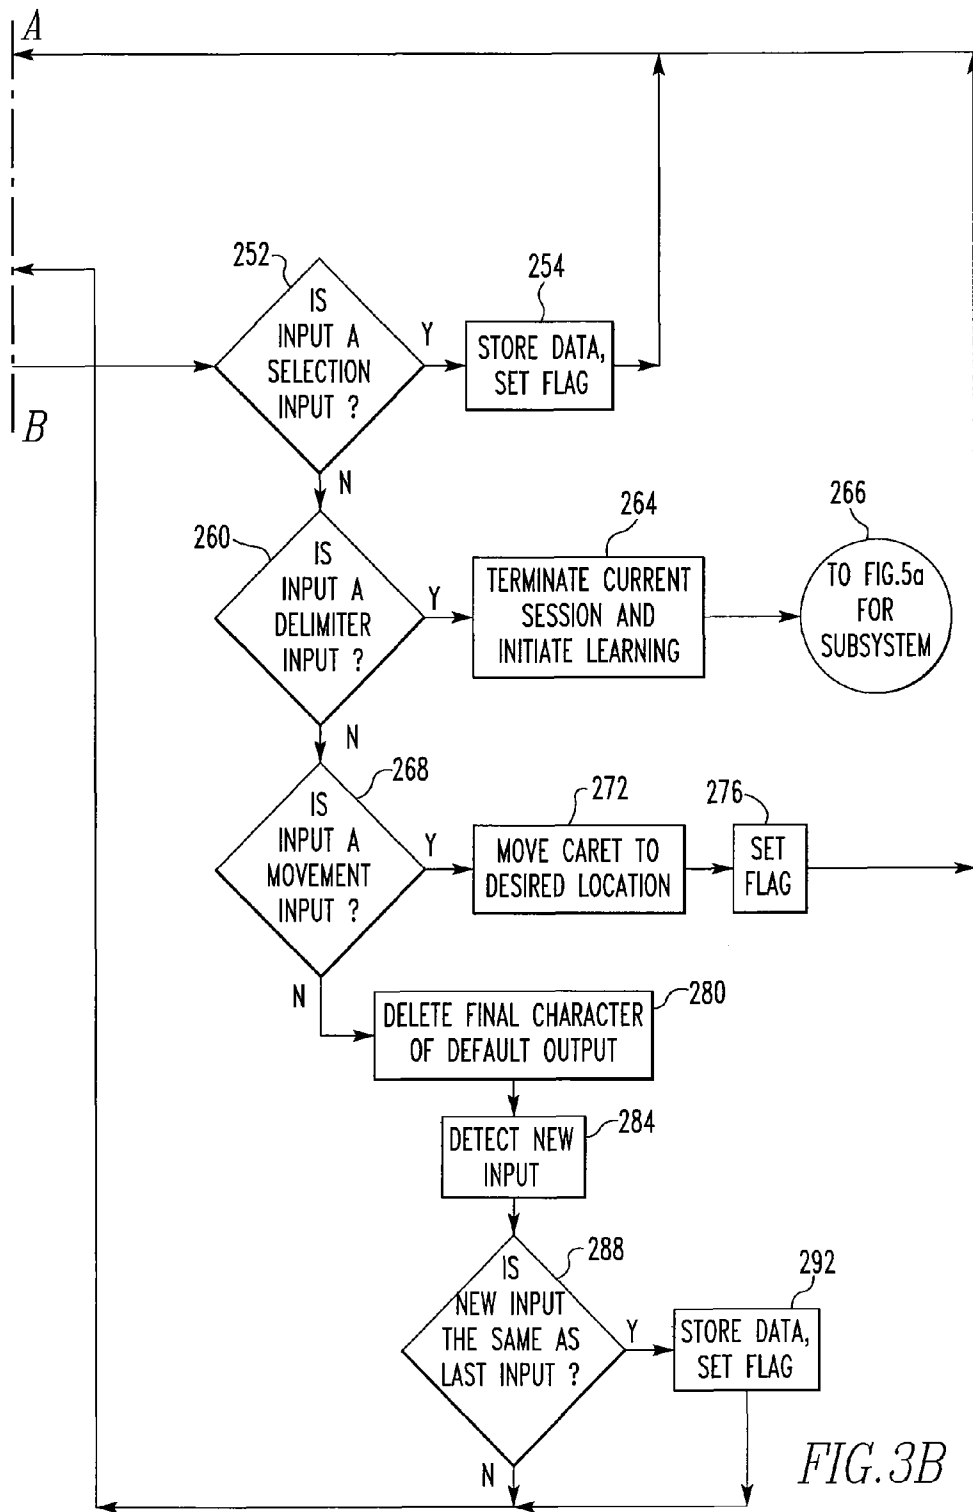 A
B
252
IS
INPUT A
SELECTION
INPUT ?
Y
N
254
STORE DATA,
SET FLAG
260
IS
INPUT A
DELIMITER
INPUT ?
Y
N
264
TERMINATE CURRENT
SESSION AND
INITIATE LEARNING
266
TO FIG.5a
FOR
SUBSYSTEM
268
IS
INPUT A
MOVEMENT
INPUT ?
Y
N
272
MOVE CARET TO
DESIRED LOCATION
276
SET
FLAG
280
DELETE FINAL CHARACTER
OF DEFAULT OUTPUT
284
DETECT NEW
INPUT
288
IS
NEW INPUT
THE SAME AS
LAST INPUT ?
Y
N
292
STORE DATA,
SET FLAG
FIG.3B